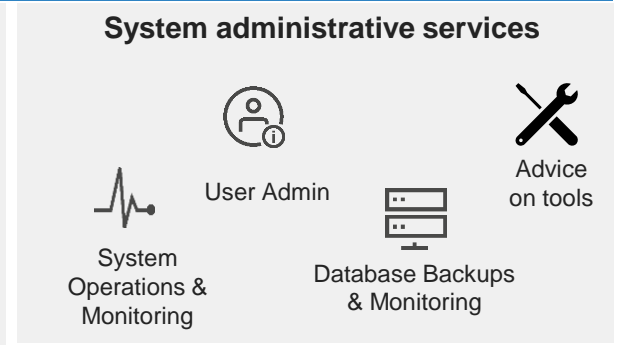 System administrative services
User Admin
Advice
on tools
System
Operations &
Monitoring
Database Backups
& Monitoring